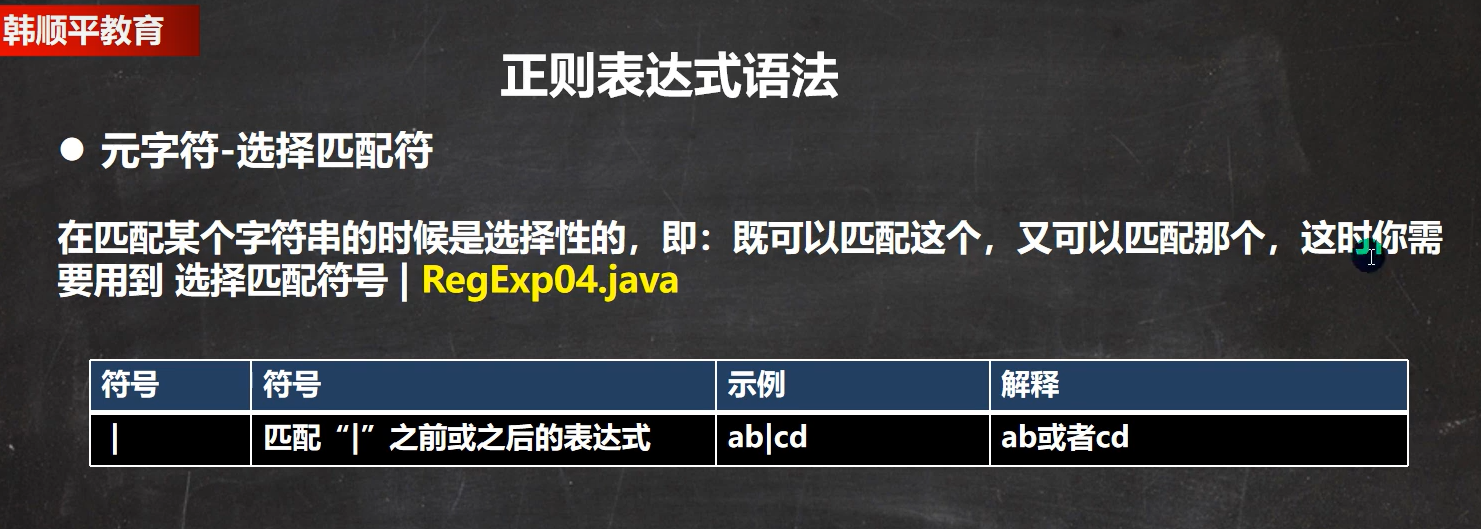 韩顺平教育
正则表达式语法
● 元字符-选择匹配符
在匹配某个字符串的时候是选择性的，即：既可以匹配这个，又可以匹配那个，这时你需
要用到 选择匹配符号 | RegExp04.java
符号 符号 示例 解释
| 匹配“|”之前或之后的表达式 ab|cd ab或者cd